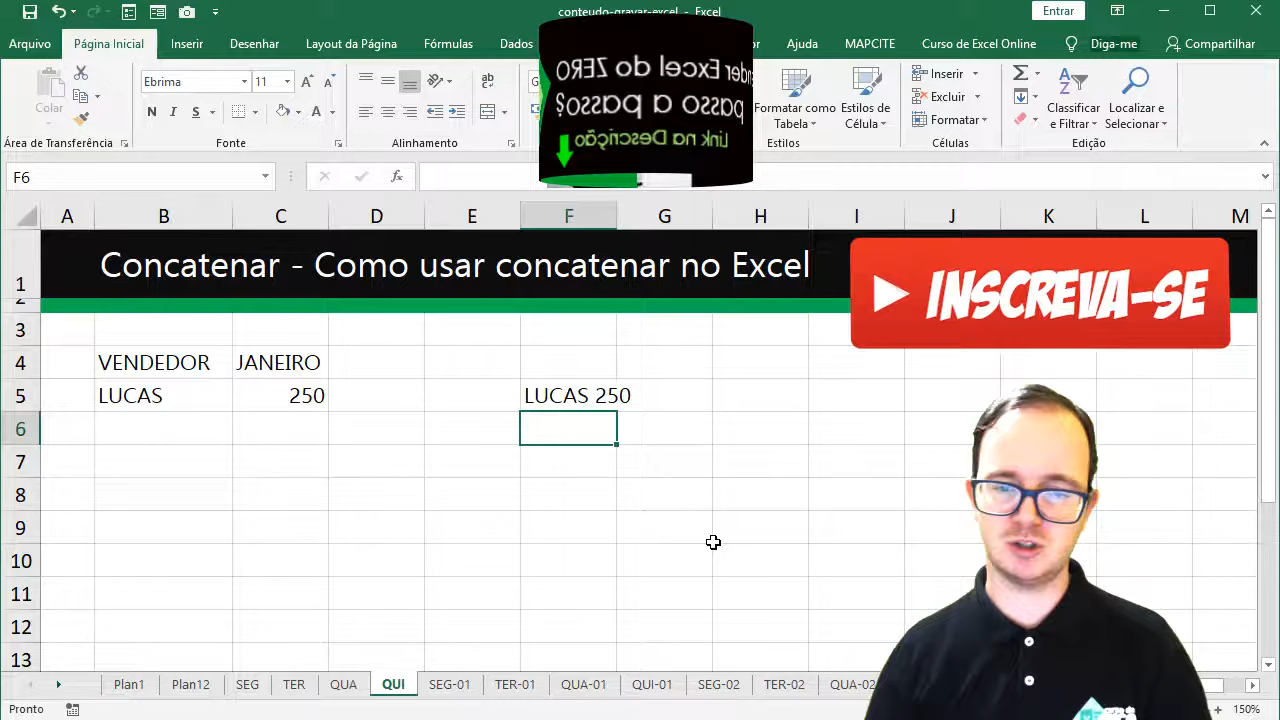 conteudo-gravar-excel - Excel
Entrar
Arquivo Página Inicial Inserir Desenhar Layout da Página Fórmulas Dados Ajuda MAPCITE Curso de Excel Online Diga-me Compartilhar
Colar
Ebrima 11
N I S
ab
Formatar como Tabela
Estilos de Célula
Inserir
Excluir
Formatar
Classificar e Filtrar
Localizar e Selecionar
Área de Transferência Fonte Alinhamento Estilos Células Edição
nder Excel do ZERO
passo a passo?
Link na Descrição
F6 fx
A B C D E F G H I J K L M
1 Concatenar - Como usar concatenar no Excel
INSCREVA-SE
2
3
4 VENDEDOR JANEIRO
5 LUCAS 250 LUCAS 250
6
7
8
9
10
11
12
13
Plan1 Plan12 SEG TER QUA QUI SEG-01 TER-01 QUA-01 QUI-01 SEG-02 TER-02 QUA-02
Pronto 150%